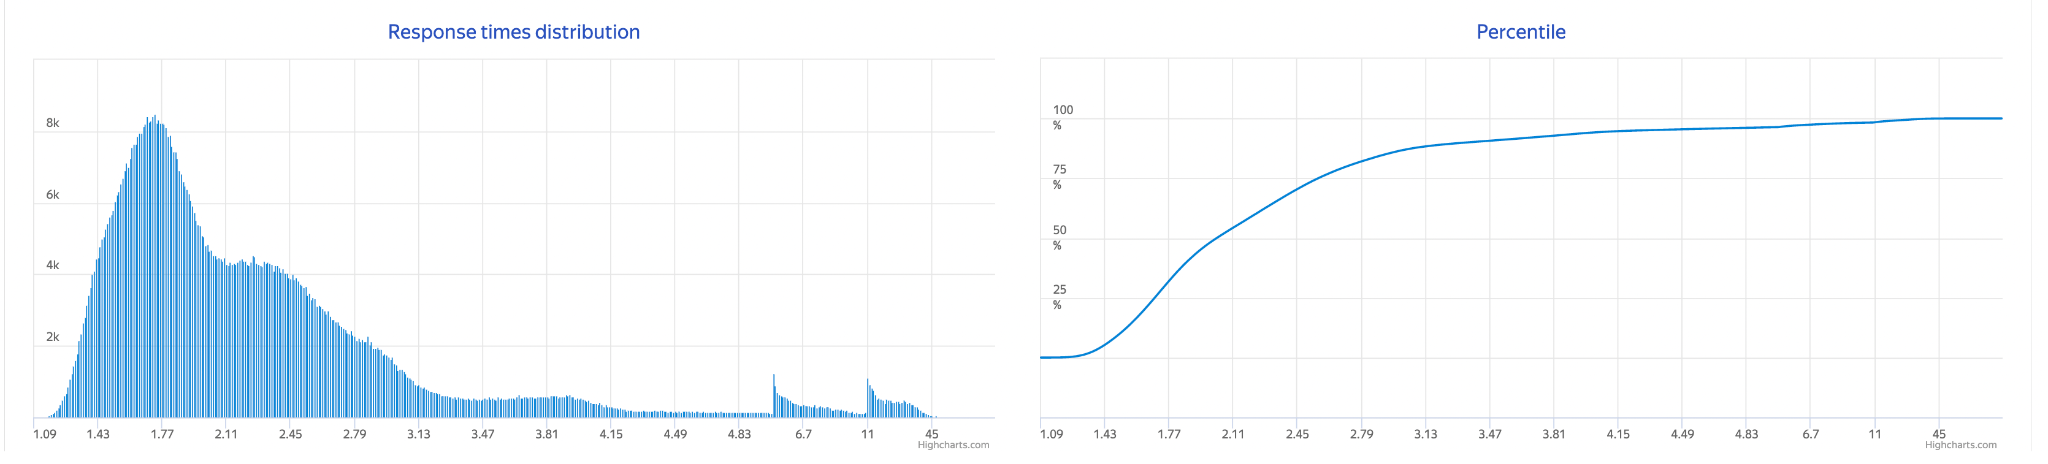 Response times distribution
8k
6k
4k
2k
1.09 1.43 1.77 2.11 2.45 2.79 3.13 3.47 3.81 4.15 4.49 4.83 6.7 11 45
Highcharts.com
Percentile
100
%
75
%
50
%
25
%
1.09 1.43 1.77 2.11 2.45 2.79 3.13 3.47 3.81 4.15 4.49 4.83 6.7 11 45
Highcharts.com